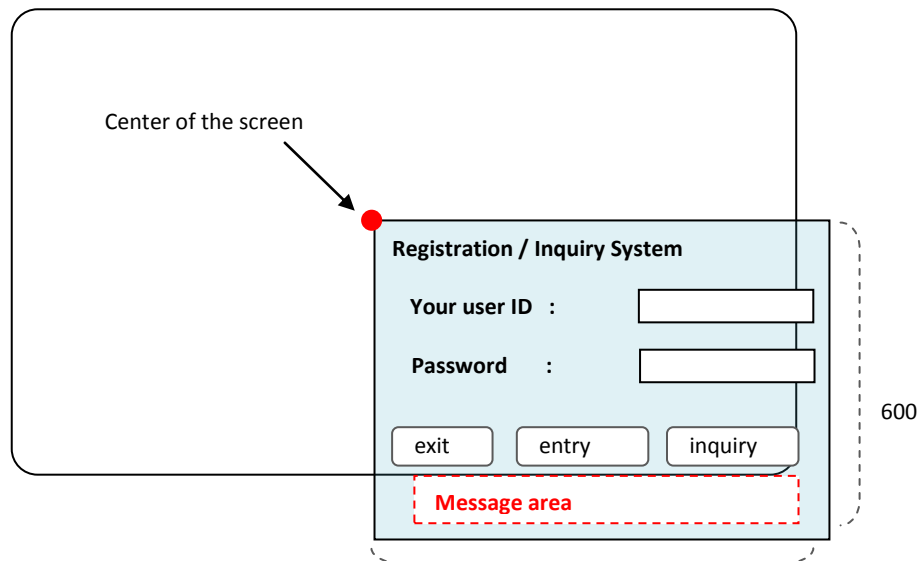 Center of the screen
Registration / Inquiry System
Your user ID :
Password :
600
exit entry inquiry
Message area